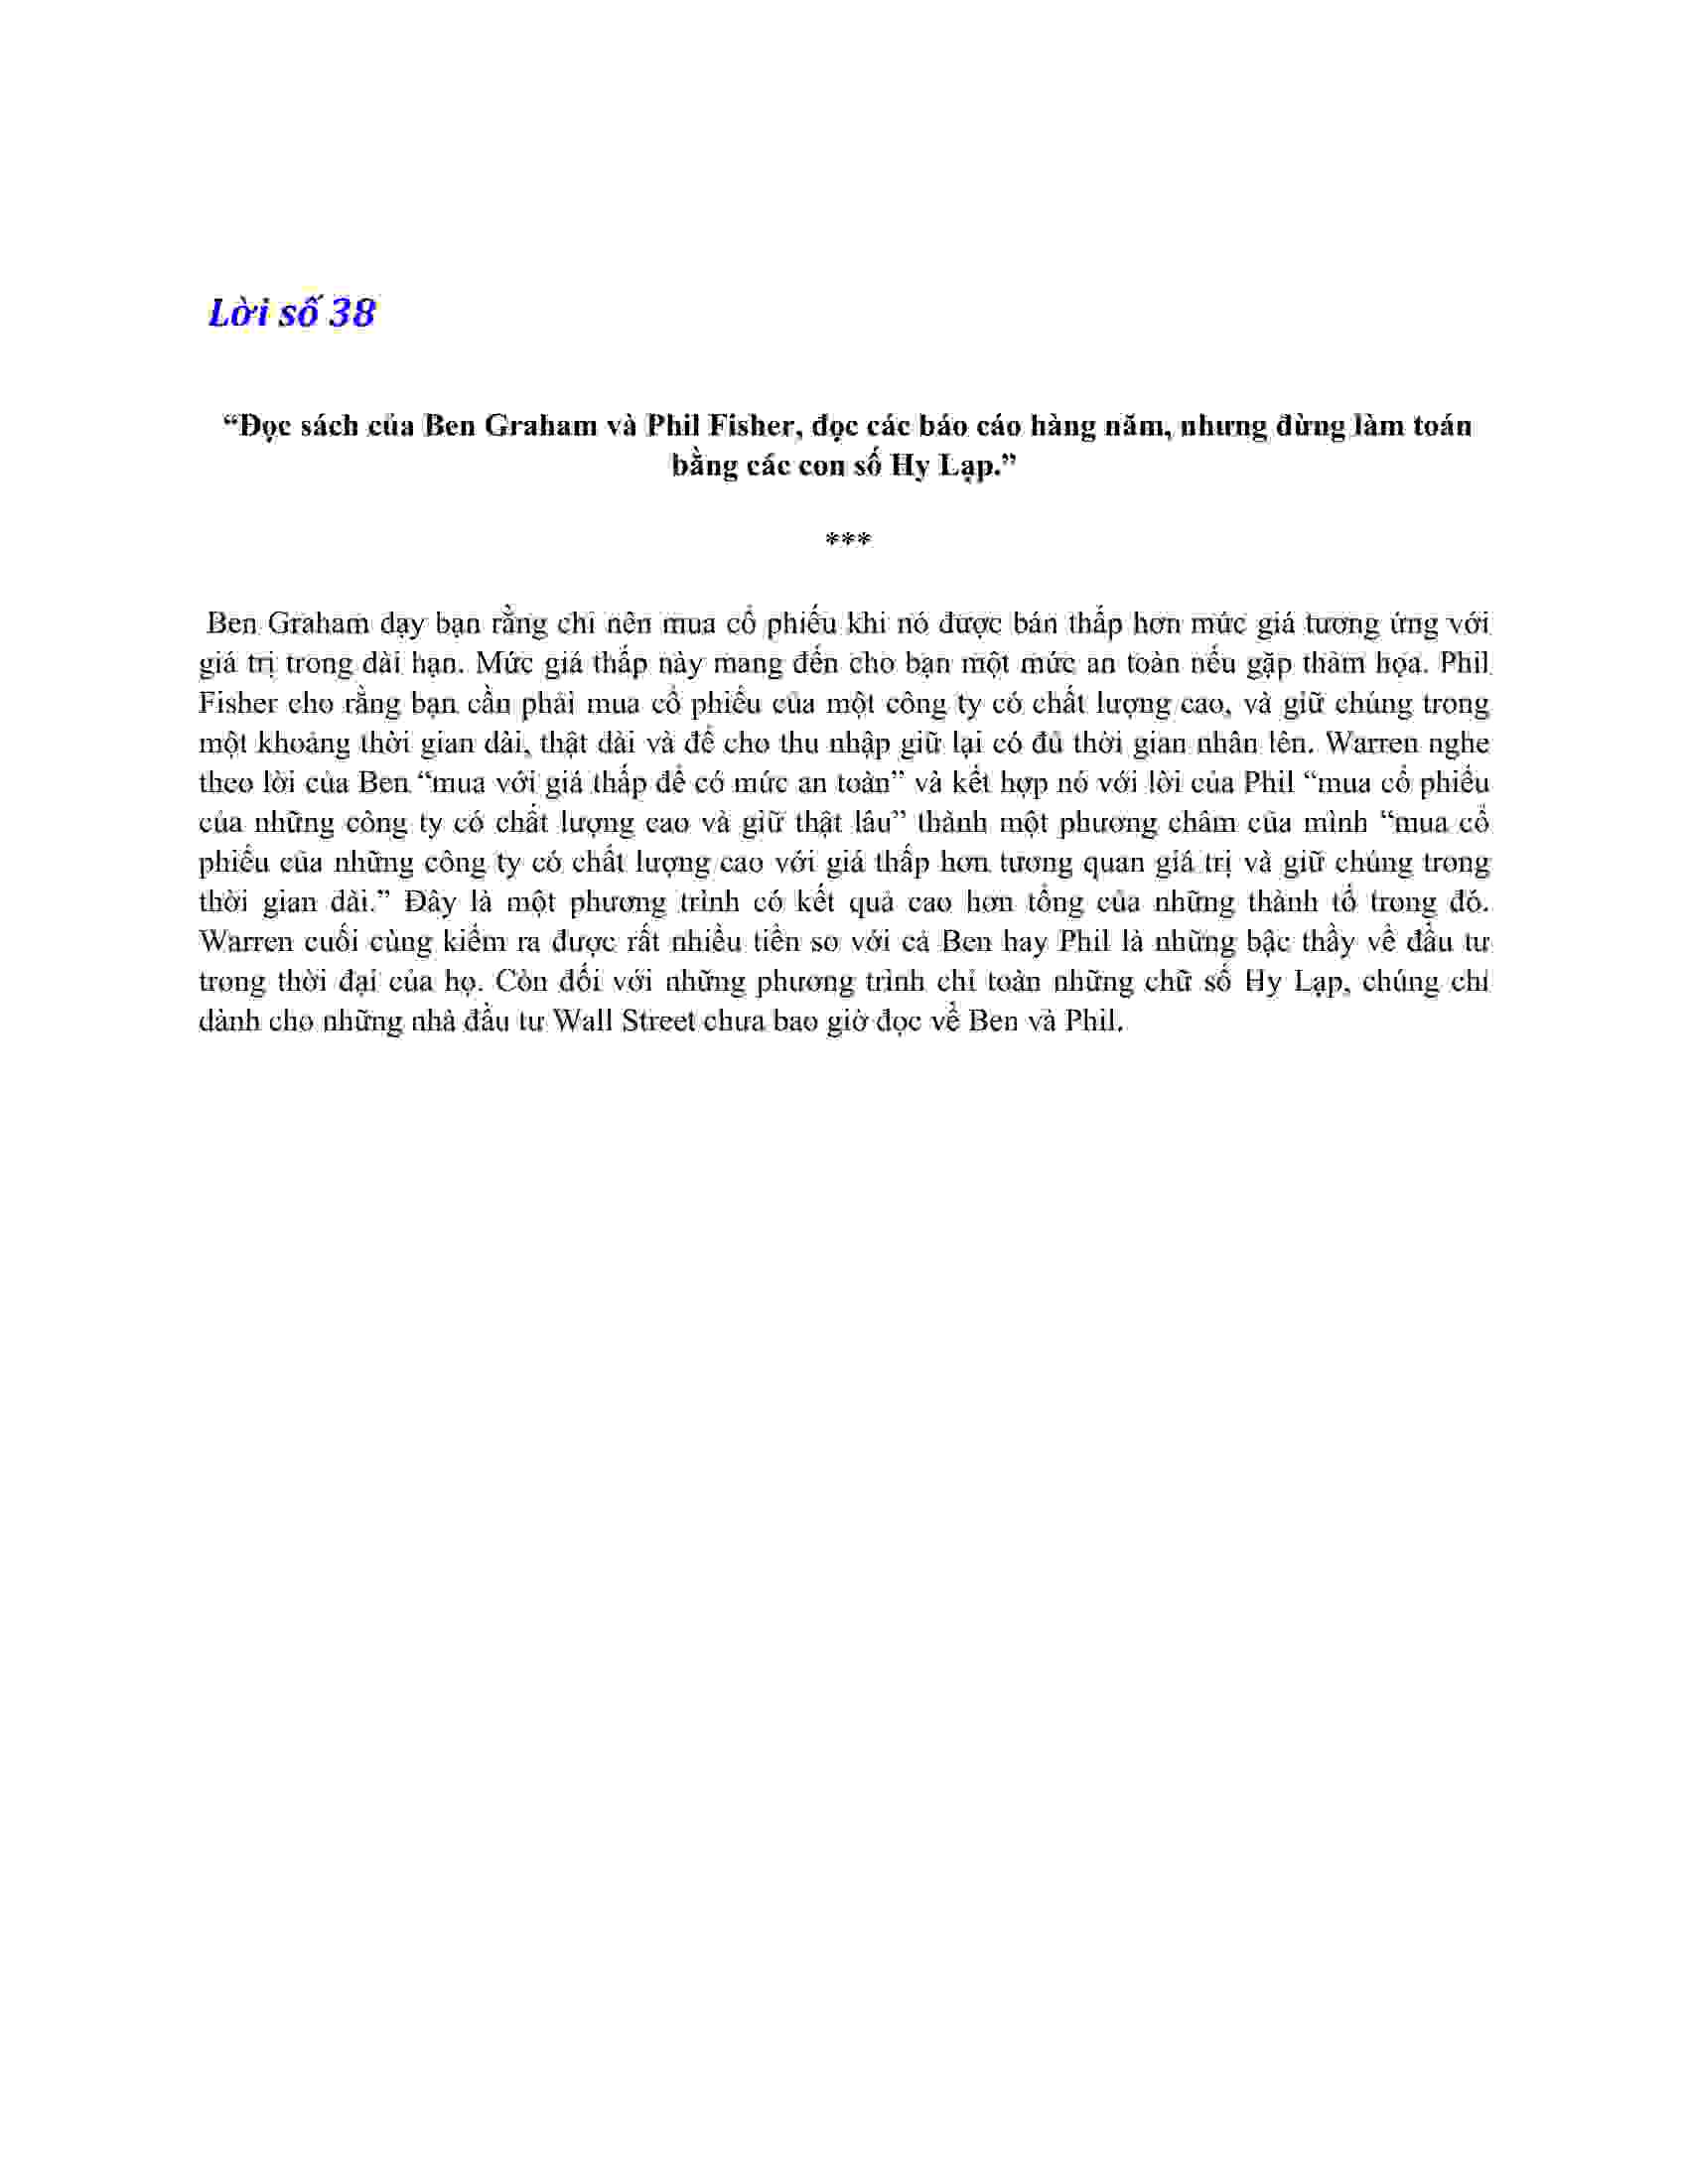 Lời số 38
“Đọc sách của Ben Graham và Phil Fisher, đọc các báo cáo hàng năm, nhưng đừng làm toán
bằng các con số Hy Lạp.”
***
Ben Graham dạy bạn rằng chỉ nên mua cổ phiếu khi nó được bán thấp hơn mức giá tương ứng với
giá trị trong dài hạn. Mức giá thấp này mang đến cho bạn một mức an toàn nếu gặp thảm họa. Phil
Fisher cho rằng bạn cần phải mua cổ phiếu của một công ty có chất lượng cao, và giữ chúng trong
một khoảng thời gian dài, thật dài và để cho thu nhập giữ lại có đủ thời gian nhân lên. Warren nghe
theo lời của Ben “mua với giá thấp để có mức an toàn” và kết hợp nó với lời của Phil “mua cổ phiếu
của những công ty có chất lượng cao và giữ thật lâu” thành một phương châm của mình “mua cổ
phiếu của những công ty có chất lượng cao với giá thấp hơn tương quan giá trị và giữ chúng trong
thời gian dài.” Đây là một phương trình có kết quả cao hơn tổng của những thành tố trong đó.
Warren cuối cùng kiếm ra được rất nhiều tiền so với cả Ben hay Phil là những bậc thầy về đầu tư
trong thời đại của họ. Còn đối với những phương trình chỉ toàn những chữ số Hy Lạp, chúng chỉ
dành cho những nhà đầu tư Wall Street chưa bao giờ đọc về Ben và Phil.